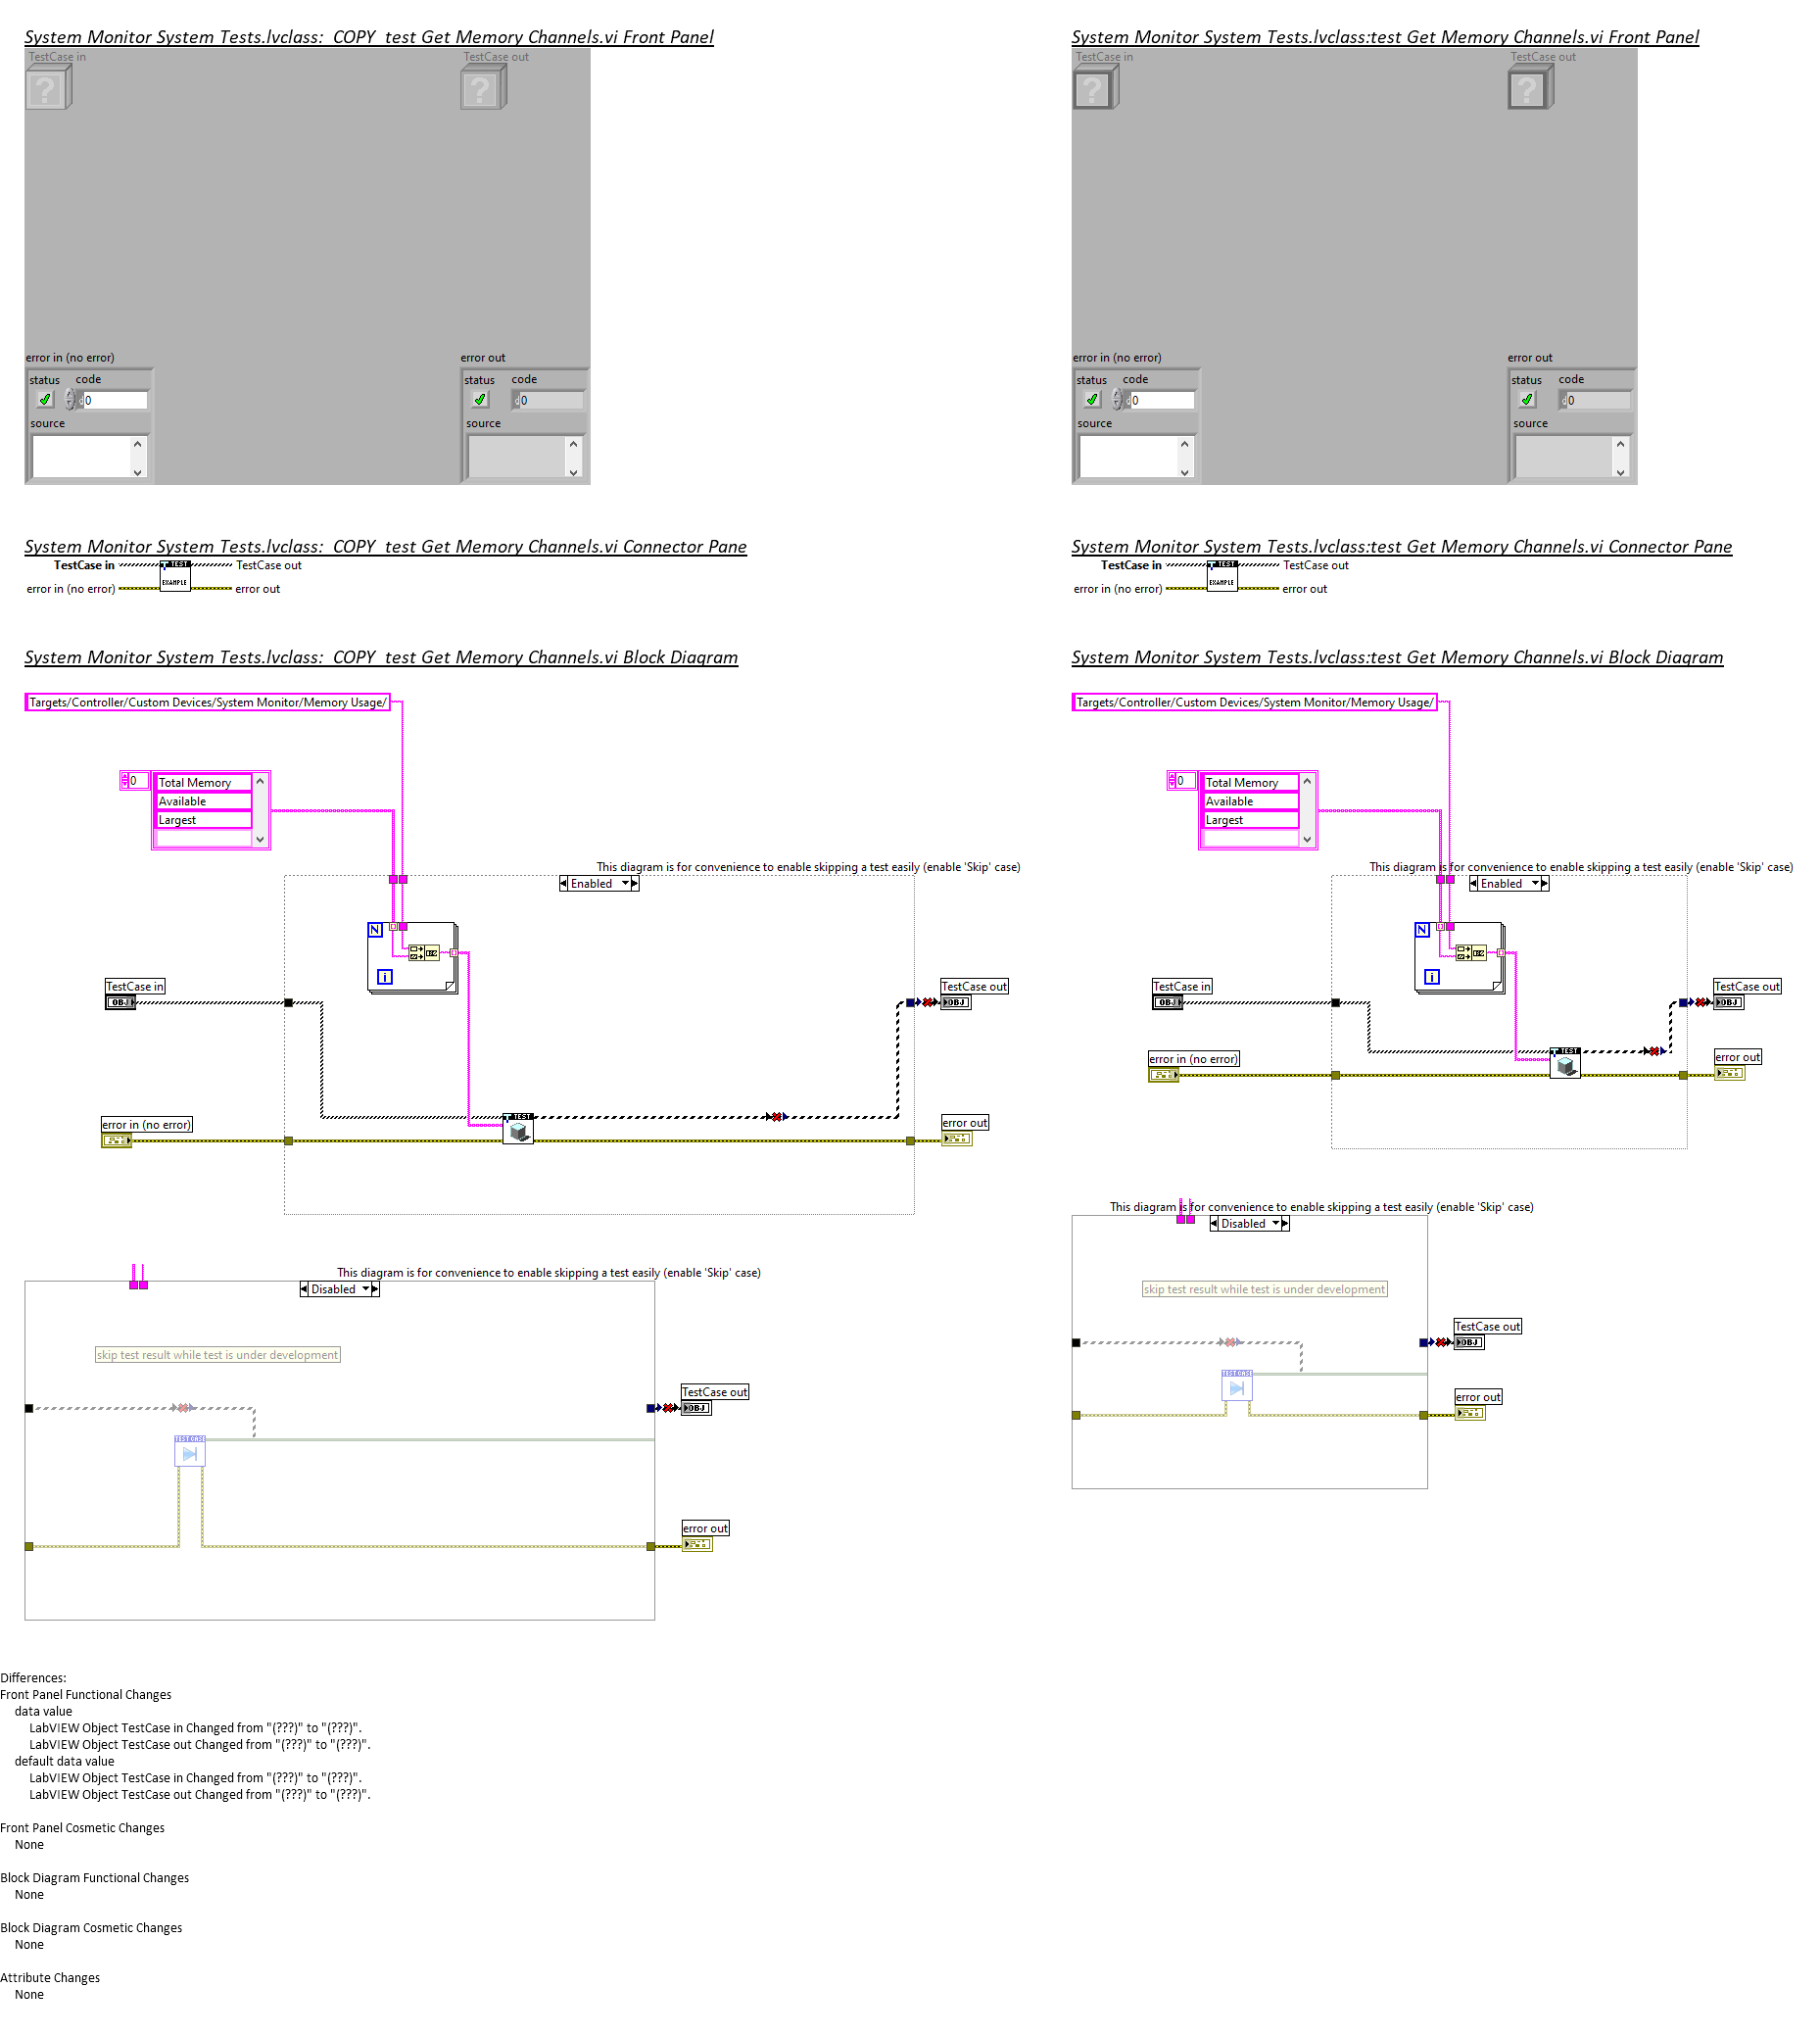 System Monitor System Tests.lvclass:  COPY  test Get Memory Channels.vi Front Panel
TestCase in
TestCase out
error in (no error)
error out
status
code
0
source
status
code
0
source
System Monitor System Tests.lvclass:  COPY  test Get Memory Channels.vi Connector Pane
TestCase in
TEST
TestCase out
EXAMPLE
error in (no error)
error out
System Monitor System Tests.lvclass:  COPY  test Get Memory Channels.vi Block Diagram
Targets/Controller/Custom Devices/System Monitor/Memory Usage/
0
Total Memory
Available
Largest
This diagram is for convenience to enable skipping a test easily (enable 'Skip' case)
Enabled
N
i
TestCase in
OBJ
TestCase out
OBJ
TEST
error in (no error)
error out
This diagram is for convenience to enable skipping a test easily (enable 'Skip' case)
Disabled
skip test result while test is under development
TestCase out
OBJ
TEST CASE
error out
System Monitor System Tests.lvclass:test Get Memory Channels.vi Front Panel
TestCase in
TestCase out
error in (no error)
error out
status
code
0
source
status
code
0
source
System Monitor System Tests.lvclass:test Get Memory Channels.vi Connector Pane
TestCase in
TEST
TestCase out
EXAMPLE
error in (no error)
error out
System Monitor System Tests.lvclass:test Get Memory Channels.vi Block Diagram
Targets/Controller/Custom Devices/System Monitor/Memory Usage/
0
Total Memory
Available
Largest
This diagram is for convenience to enable skipping a test easily (enable 'Skip' case)
Enabled
N
i
TestCase in
OBJ
TestCase out
OBJ
TEST
error in (no error)
error out
This diagram is for convenience to enable skipping a test easily (enable 'Skip' case)
Disabled
skip test result while test is under development
TestCase out
OBJ
TEST CASE
error out
Differences:
Front Panel Functional Changes
data value
LabVIEW Object TestCase in Changed from "(???)" to "(???)".
LabVIEW Object TestCase out Changed from "(???)" to "(???)".
default data value
LabVIEW Object TestCase in Changed from "(???)" to "(???)".
LabVIEW Object TestCase out Changed from "(???)" to "(???)".
Front Panel Cosmetic Changes
None
Block Diagram Functional Changes
None
Block Diagram Cosmetic Changes
None
Attribute Changes
None